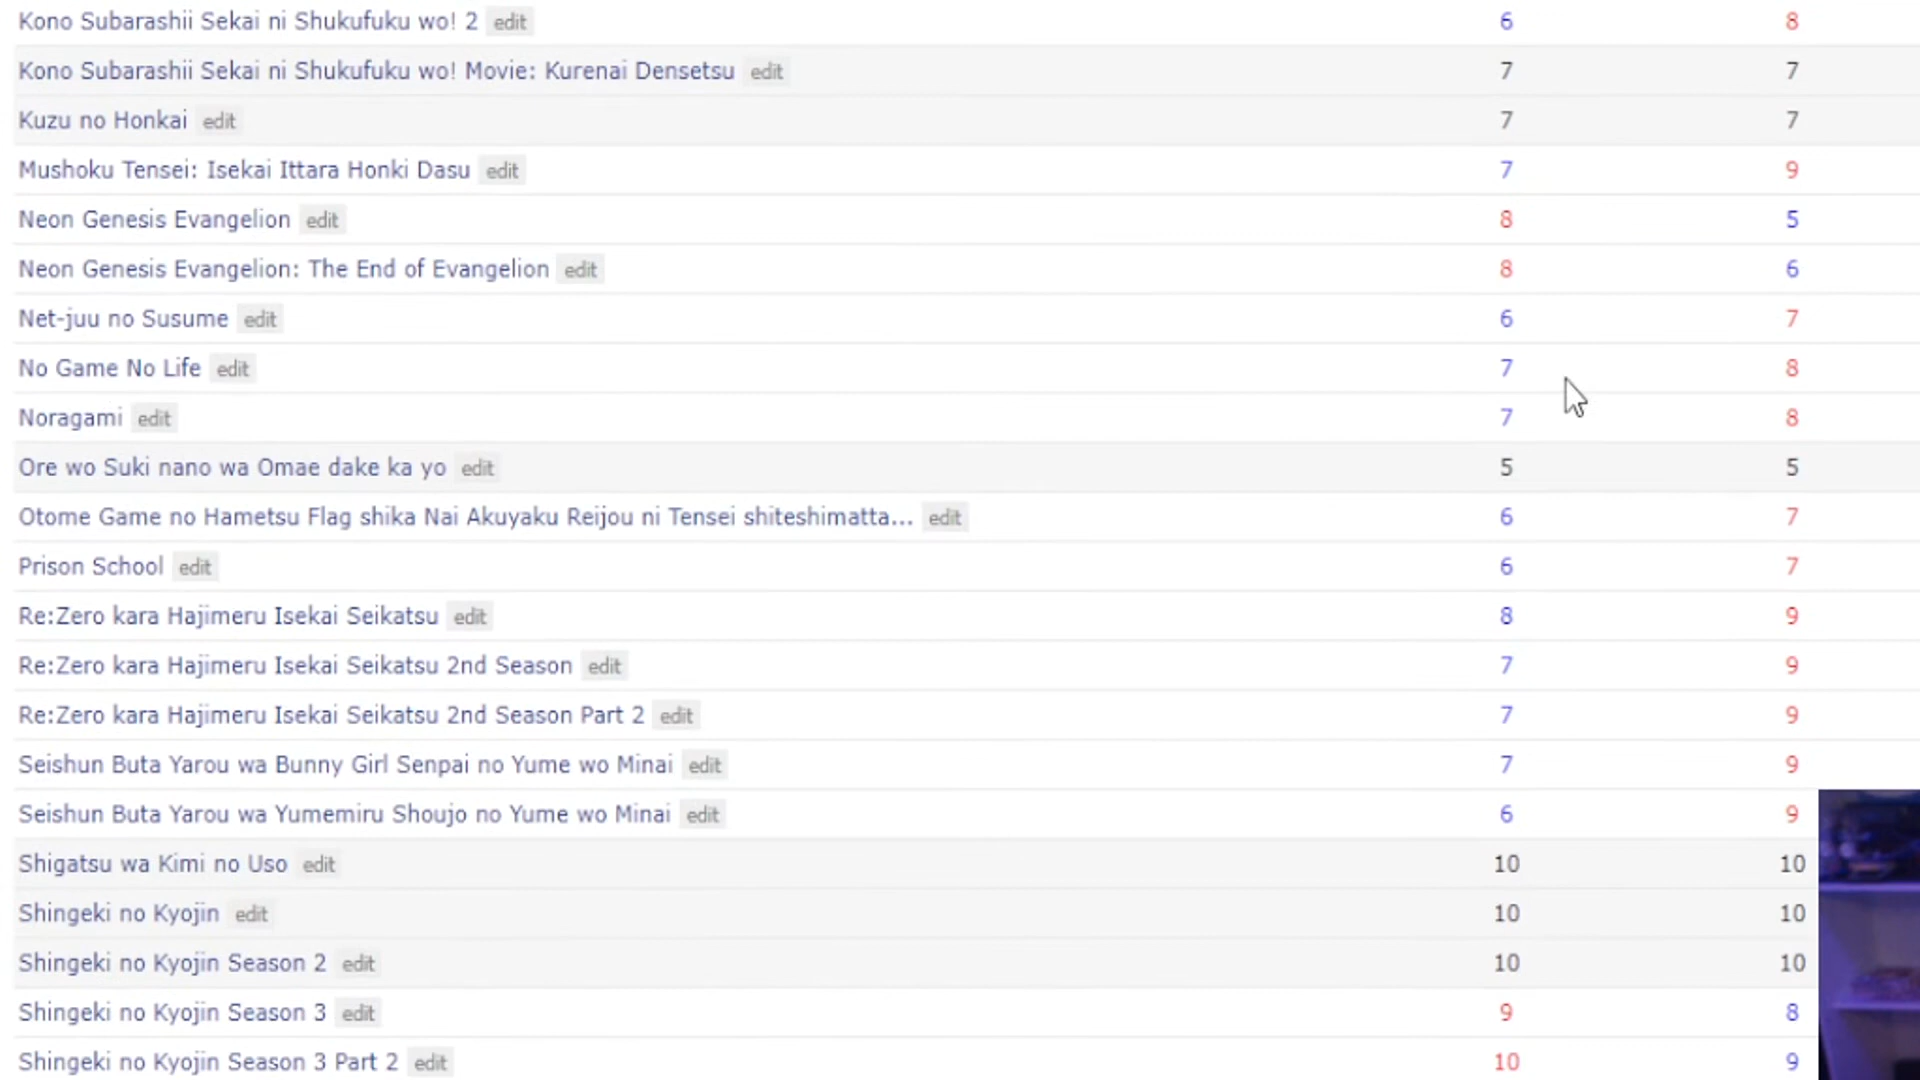 Kono Subarashii Sekai ni Shukufuku wo! 2 edit 6 8
Kono Subarashii Sekai ni Shukufuku wo! Movie: Kurenai Densetsu edit 7 7
Kuzu no Honkai edit 7 7
Mushoku Tensei: Isekai Ittara Honki Dasu edit 7 9
Neon Genesis Evangelion edit 8 5
Neon Genesis Evangelion: The End of Evangelion edit 8 6
Net-juu no Susume edit 6 7
No Game No Life edit 7 8
Noragami edit 7 8
Ore wo Suki nano wa Omae dake ka yo edit 5 5
Otome Game no Hametsu Flag shika Nai Akuyaku Reijou ni Tensei shiteshimatta... edit 6 7
Prison School edit 6 7
Re:Zero kara Hajimeru Isekai Seikatsu edit 8 9
Re:Zero kara Hajimeru Isekai Seikatsu 2nd Season edit 7 9
Re:Zero kara Hajimeru Isekai Seikatsu 2nd Season Part 2 edit 7 9
Seishun Buta Yarou wa Bunny Girl Senpai no Yume wo Minai edit 7 9
Seishun Buta Yarou wa Yumemiru Shoujo no Yume wo Minai edit 6 9
Shigatsu wa Kimi no Uso edit 10 10
Shingeki no Kyojin edit 10 10
Shingeki no Kyojin Season 2 edit 10 10
Shingeki no Kyojin Season 3 edit 9 8
Shingeki no Kyojin Season 3 Part 2 edit 10 9